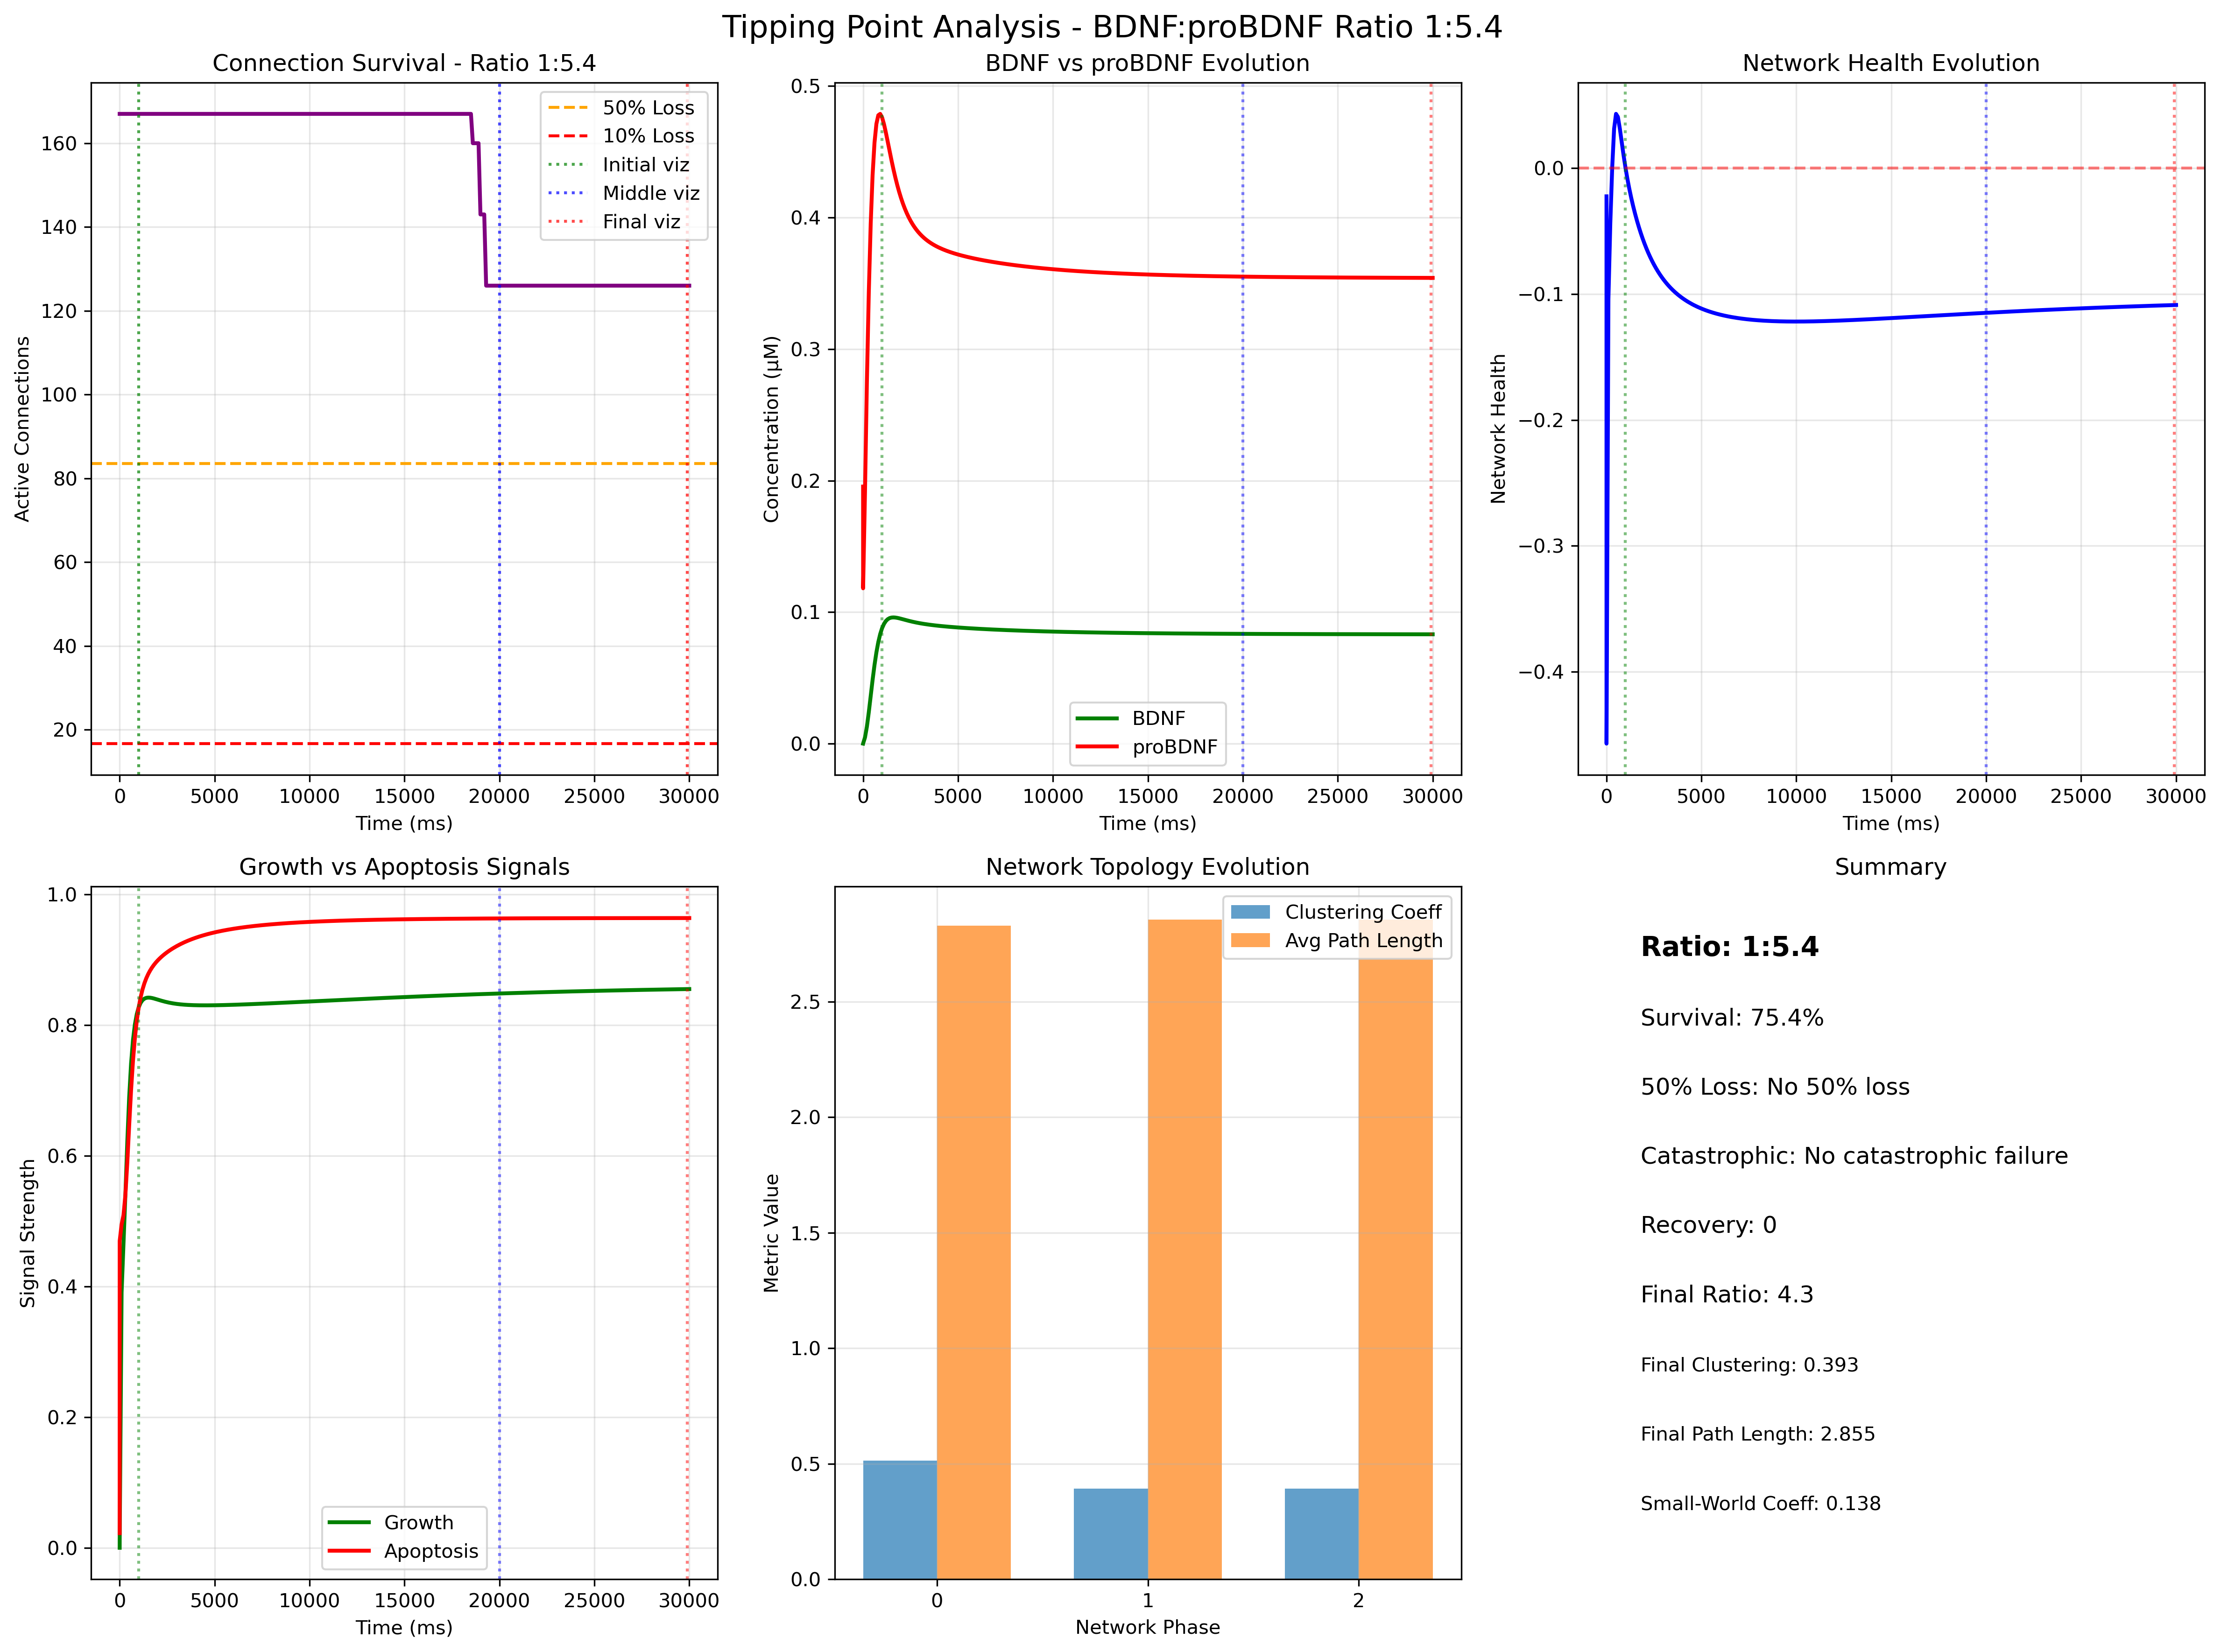 Tipping Point Analysis - BDNF:proBDNF Ratio 1:5.4
Connection Survival - Ratio 1:5.4
Active Connections
160
140
120
100
80
60
40
20
50% Loss
10% Loss
Initial viz
Middle viz
Final viz
0 5000 10000 15000 20000 25000 30000
Time (ms)
BDNF vs proBDNF Evolution
Concentration (μM)
0.5
0.4
0.3
0.2
0.1
0.0
BDNF
proBDNF
0 5000 10000 15000 20000 25000 30000
Time (ms)
Network Health Evolution
Network Health
0.0
−0.1
−0.2
−0.3
−0.4
0 5000 10000 15000 20000 25000 30000
Time (ms)
Growth vs Apoptosis Signals
Signal Strength
1.0
0.8
0.6
0.4
0.2
0.0
Growth
Apoptosis
0 5000 10000 15000 20000 25000 30000
Time (ms)
Network Topology Evolution
Metric Value
2.5
2.0
1.5
1.0
0.5
0.0
Clustering Coeff
Avg Path Length
0 1 2
Network Phase
Summary
Ratio: 1:5.4
Survival: 75.4%
50% Loss: No 50% loss
Catastrophic: No catastrophic failure
Recovery: 0
Final Ratio: 4.3
Final Clustering: 0.393
Final Path Length: 2.855
Small-World Coeff: 0.138